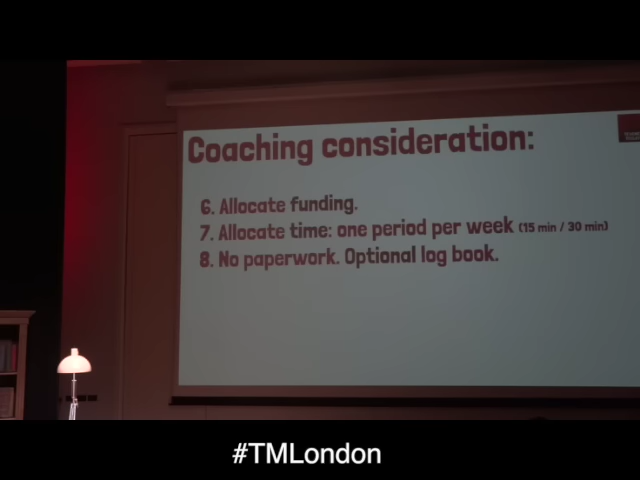 Coaching consideration:
6. Allocate funding.
7. Allocate time: one period per week (15 min / 30 min)
8. No paperwork. Optional log book.
#TMLondon